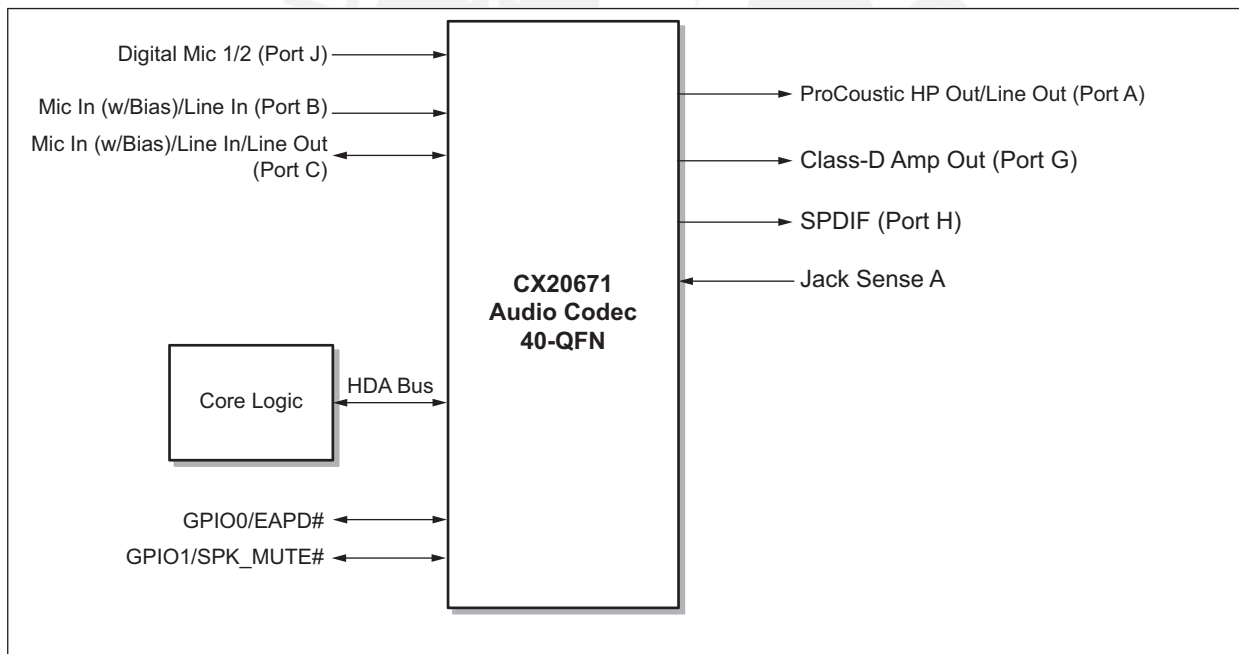 Digital Mic 1/2 (Port J)
Mic In (w/Bias)/Line In (Port B)
Mic In (w/Bias)/Line In/Line Out
(Port C)
Core Logic
HDA Bus
GPIO0/EAPD#
GPIO1/SPK_MUTE#
CX20671
Audio Codec
40-QFN
ProCoustic HP Out/Line Out (Port A)
Class-D Amp Out (Port G)
SPDIF (Port H)
Jack Sense A